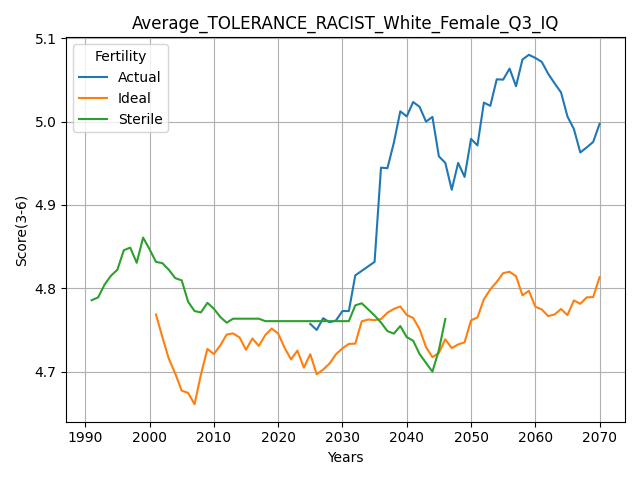 Average_TOLERANCE_RACIST_White_Female_Q3_IQ
Fertility
Actual
Ideal
Sterile
Score(3-6)
5.1
5.0
4.9
4.8
4.7
1990 2000 2010 2020 2030 2040 2050 2060 2070
Years